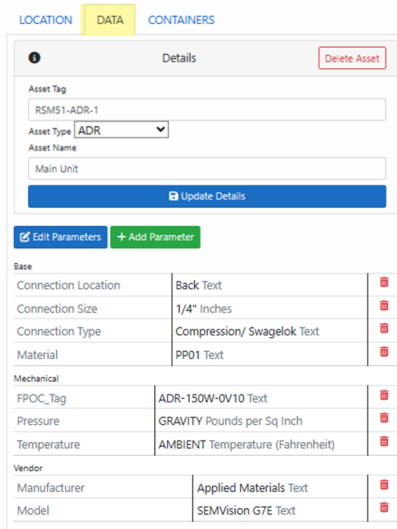 LOCATION DATA CONTAINERS
Details Delete Asset
Asset Tag
RSM51-ADR-1
Asset Type ADR
Asset Name
Main Unit
Update Details
Edit Parameters + Add Parameter
Base
Connection Location Back Text
Connection Size 1/4" Inches
Connection Type Compression/ Swagelok Text
Material PP01 Text
Mechanical
FPOC_Tag ADR-150W-0V10 Text
Pressure GRAVITY Pounds per Sq Inch
Temperature AMBIENT Temperature (Fahrenheit)
Vendor
Manufacturer Applied Materials Text
Model SEMVision G7E Text